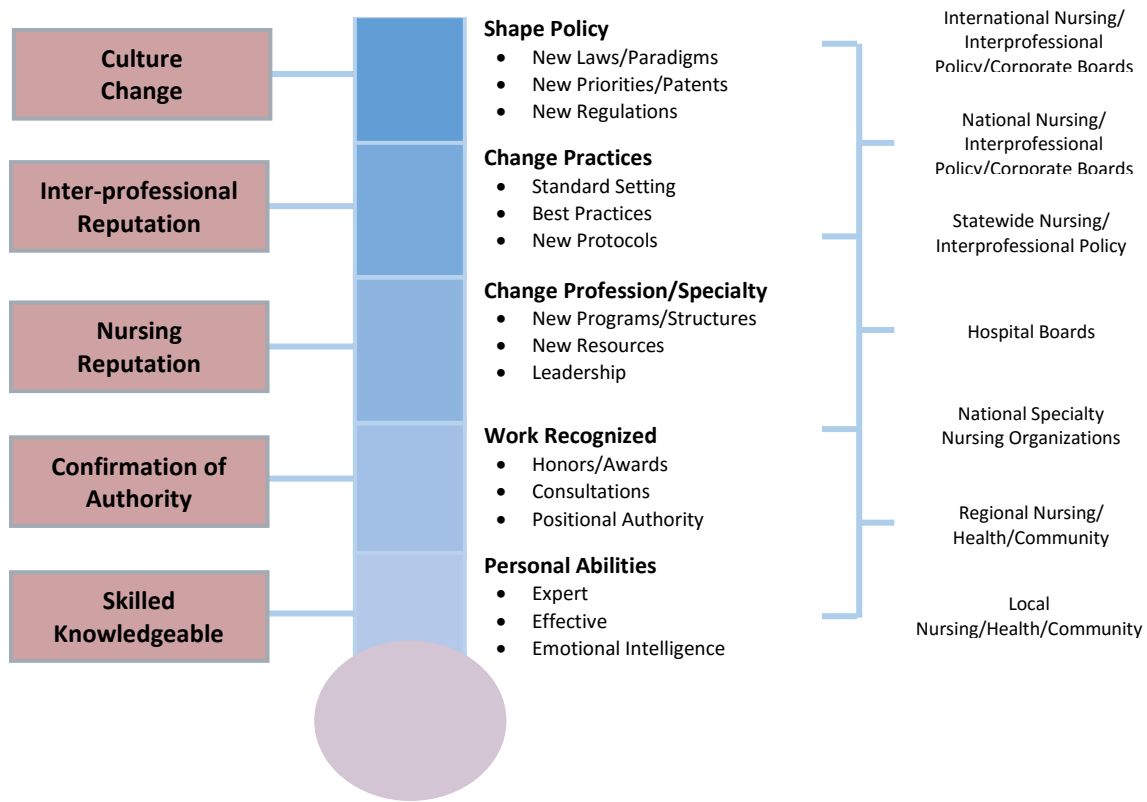 Culture
Change
Inter-professional
Reputation
Nursing
Reputation
Confirmation of
Authority
Skilled
Knowledgeable
Shape Policy
• New Laws/Paradigms
• New Priorities/Patents
• New Regulations
Change Practices
• Standard Setting
• Best Practices
• New Protocols
Change Profession/Specialty
• New Programs/Structures
• New Resources
• Leadership
Work Recognized
• Honors/Awards
• Consultations
• Positional Authority
Personal Abilities
• Expert
• Effective
• Emotional Intelligence
International Nursing/
Interprofessional
Policy/Corporate Boards
National Nursing/
Interprofessional
Policy/Corporate Boards
Statewide Nursing/
Interprofessional Policy
Hospital Boards
National Specialty
Nursing Organizations
Regional Nursing/
Health/Community
Local
Nursing/Health/Community